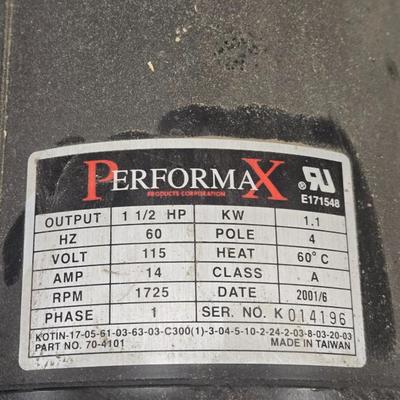 PERFORMAX
PRODUCTS CORPORATION
® RU
E171548
OUTPUT 1 1/2 HP KW 1.1
HZ 60 POLE 4
VOLT 115 HEAT 60°C
AMP 14 CLASS A
RPM 1725 DATE 2001/6
PHASE 1 SER. NO. K 014196
KOTIN-17-05-61-03-63-03-C300(1)-3-04-5-10-2-24-2-03-8-03-20-03
PART NO. 70-4101 MADE IN TAIWAN